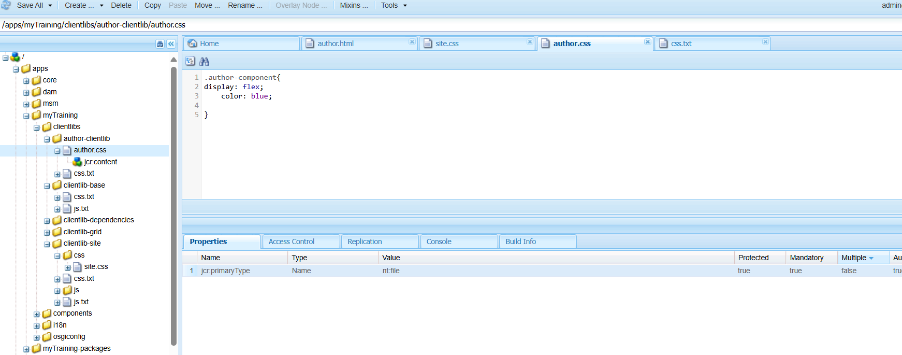 Save All Create ... Delete Copy Paste Move ... Rename ... Overlay Node ... Mixins ... Tools admin
/apps/myTraining/clientlibs/author-clientlib/author.css
Home author.html site.css author.css css.txt
/
apps
core
dam
msm
myTraining
clientlibs
author-clientlib
author.css
jcr:content
css.txt
clientlib-base
css.txt
js.txt
clientlib-dependencies
clientlib-grid
clientlib-site
css
site.css
css.txt
js
js.txt
components
i18n
osgiconfig
myTraining-packages
1 .author-component{
2 display: flex;
3 color: blue;
4
5 }
Properties Access Control Replication Console Build Info
Name Type Value Protected Mandatory Multiple Au
1 jcr:primaryType Name nt:file true true false true